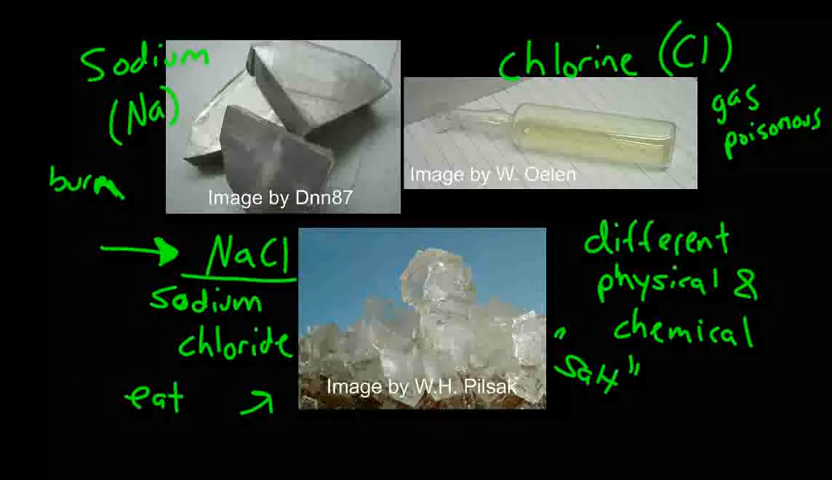 Sodium
(Na)
burn
Image by Dnn87
chlorine (Cl)
gas
poisonous
Image by W. Oelen
NaCl
sodium
chloride
eat
Image by W.H. Pilsak
different
physical &
chemical
"salt"